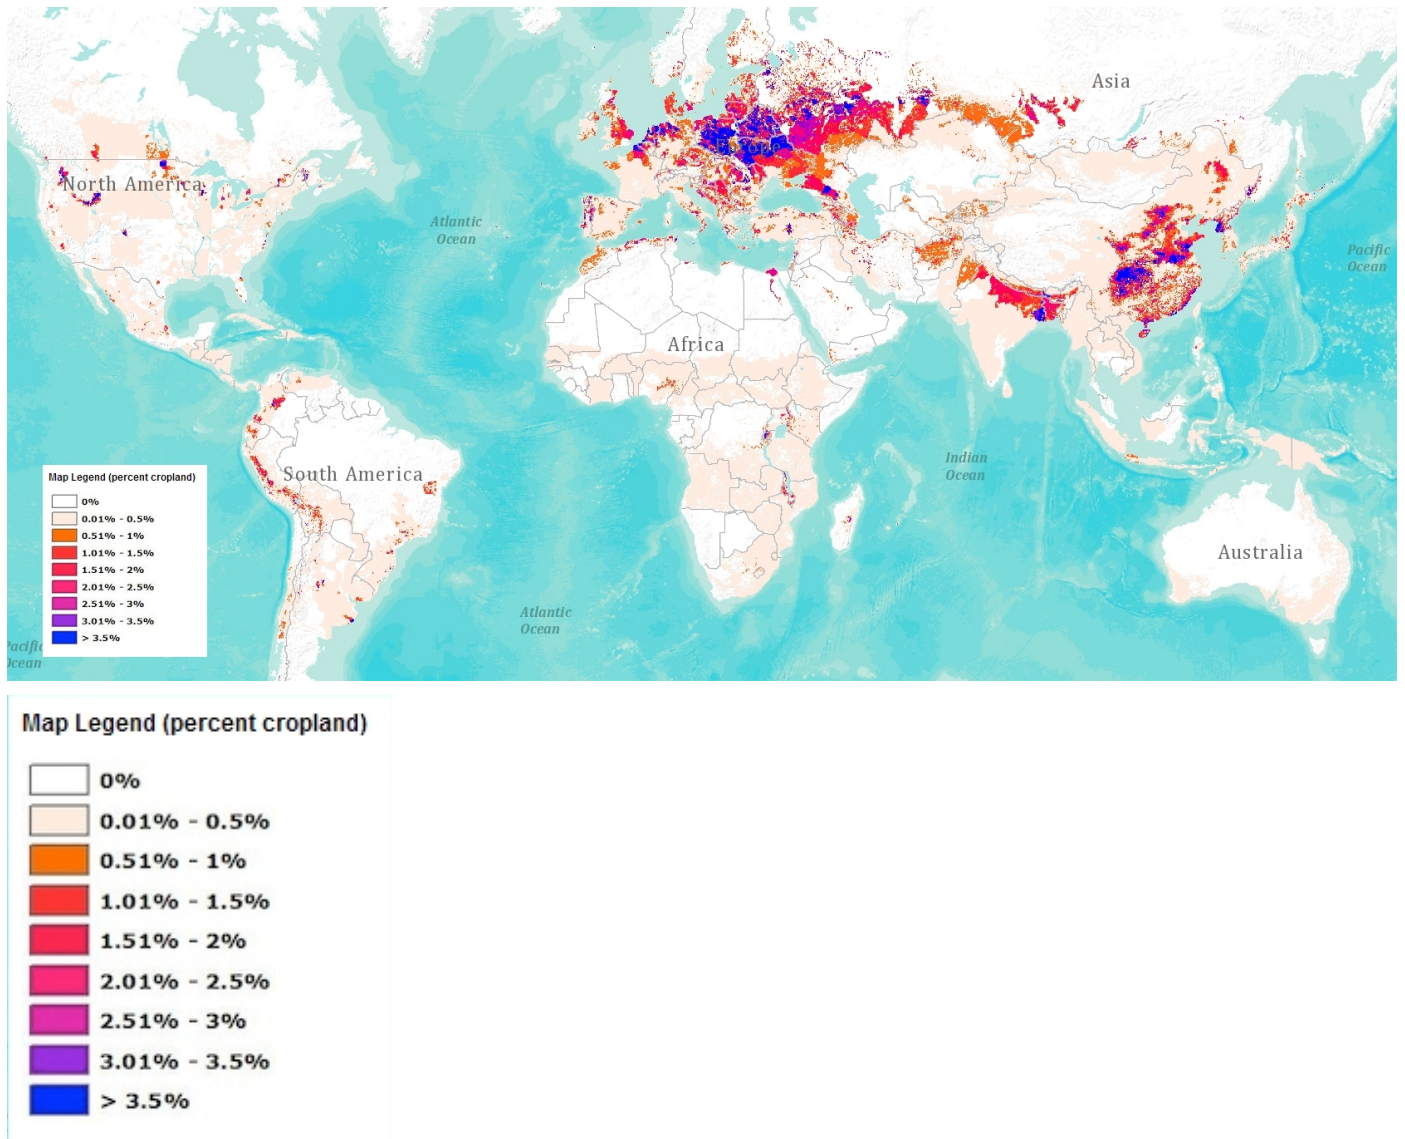 Asia
North America
Atlantic
Ocean
Pacific
Ocean
Africa
South America
Indian
Ocean
Australia
Atlantic
Ocean
Pacific
Ocean
Map Legend (percent cropland)
0%
0.01% - 0.5%
0.51% - 1%
1.01% - 1.5%
1.51% - 2%
2.01% - 2.5%
2.51% - 3%
3.01% - 3.5%
> 3.5%
Map Legend (percent cropland)
0%
0.01% - 0.5%
0.51% - 1%
1.01% - 1.5%
1.51% - 2%
2.01% - 2.5%
2.51% - 3%
3.01% - 3.5%
> 3.5%